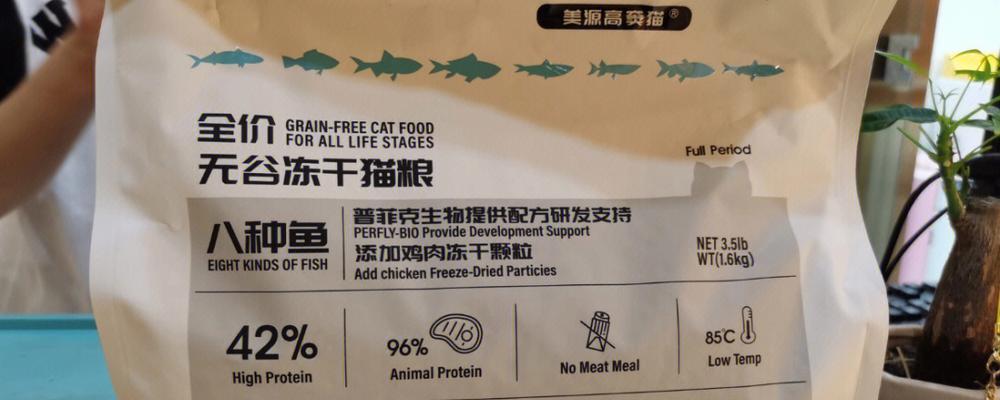 美源高窦猫®
全价
GRAIN-FREE CAT FOOD
FOR ALL LIFE STAGES
无谷冻干猫粮
Full Period
八种鱼
EIGHT KINDS OF FISH
普菲克生物提供配方研发支持
PERFLY-BIO Provide Development Support
添加鸡肉冻干颗粒
Add chicken Freeze-Dried Particies
NET 3.5lb
WT(1.6kg)
42%
High Protein
96%
Animal Protein
No Meat Meal
85℃
Low Temp